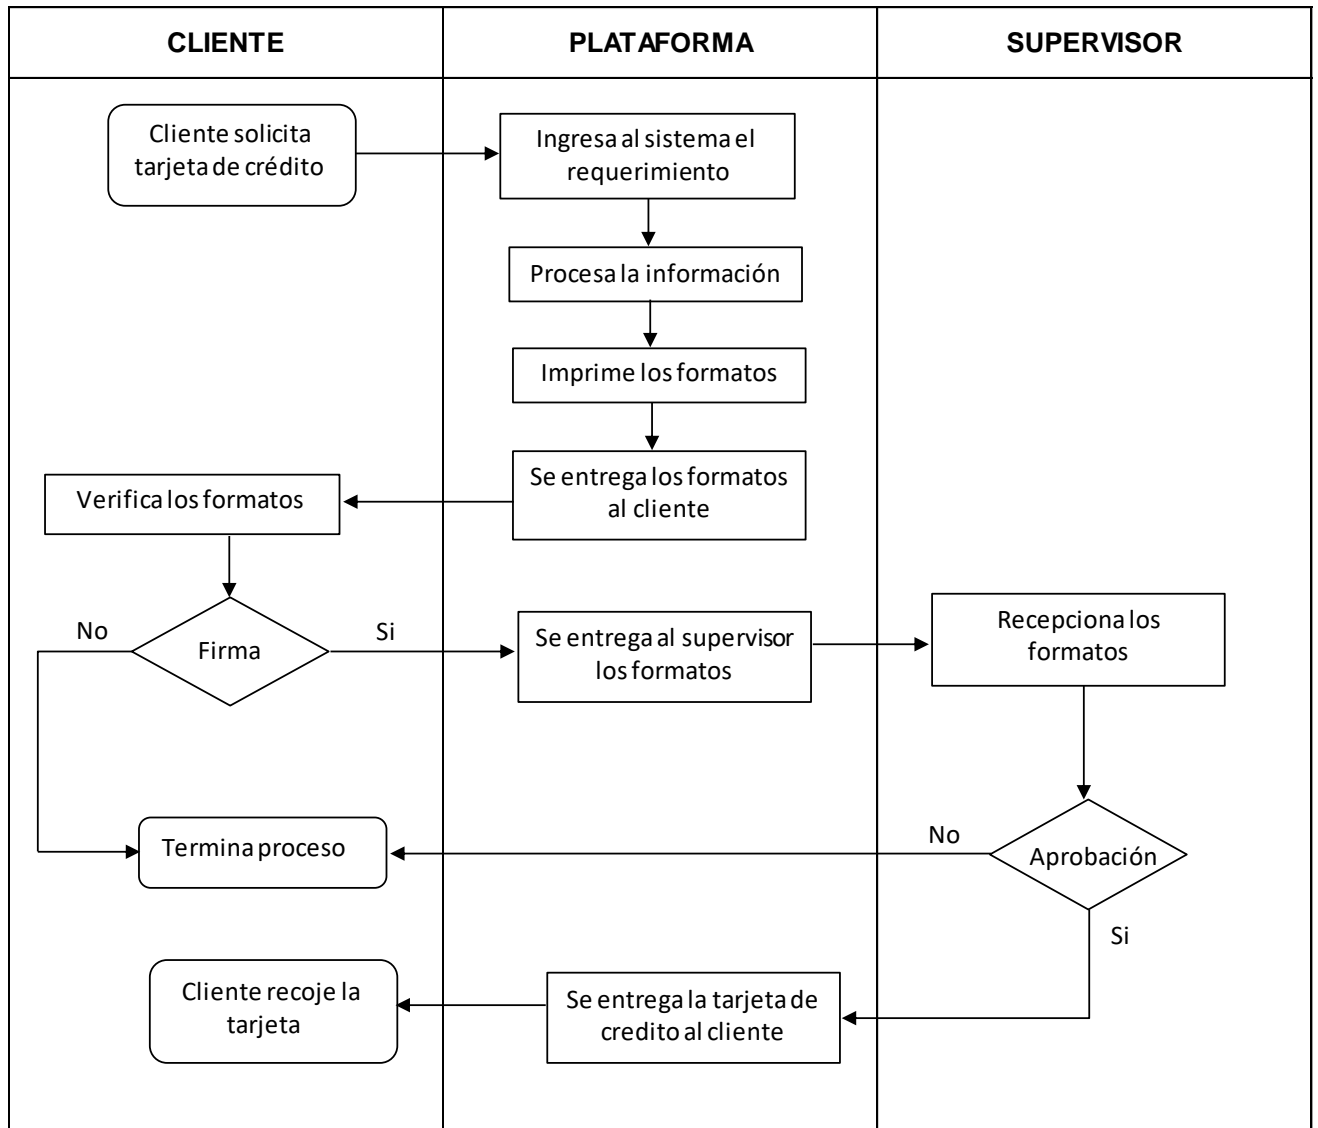 CLIENTE
PLATAFORMA
SUPERVISOR
Cliente solicita
tarjeta de crédito
Ingresa al sistema el
requerimiento
Procesa la información
Imprime los formatos
Se entrega los formatos
al cliente
Verifica los formatos
Firma
No
Si
Se entrega al supervisor
los formatos
Recepciona los
formatos
Aprobación
No
Si
Termina proceso
Se entrega la tarjeta de
credito al cliente
Cliente recoje la
tarjeta